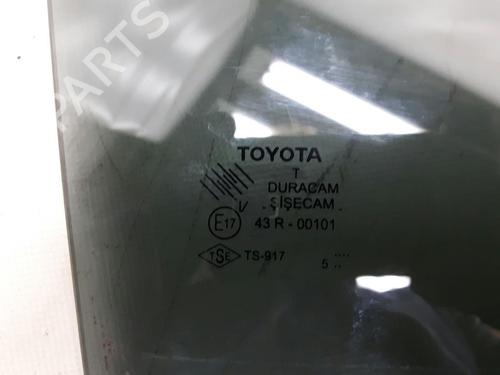 PARTS
TOYOTA
T
DURACAM
ŞİŞECAM
V
E17 43 R - 00101
TSE TS-917
5 .. ....